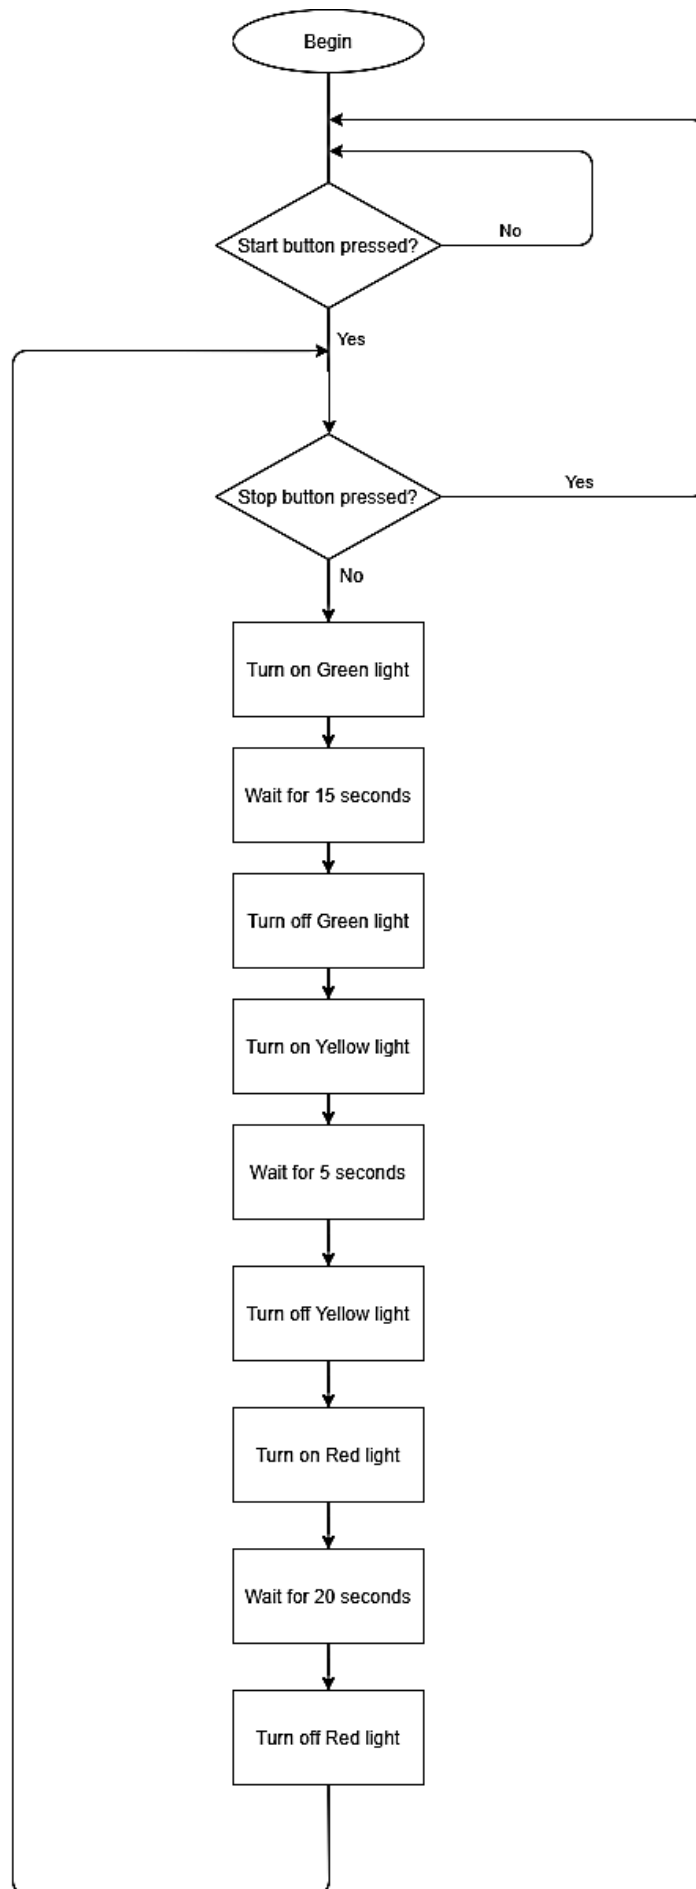 Begin
Start button pressed?
No
Yes
Stop button pressed?
Yes
No
Turn on Green light
Wait for 15 seconds
Turn off Green light
Turn on Yellow light
Wait for 5 seconds
Turn off Yellow light
Turn on Red light
Wait for 20 seconds
Turn off Red light